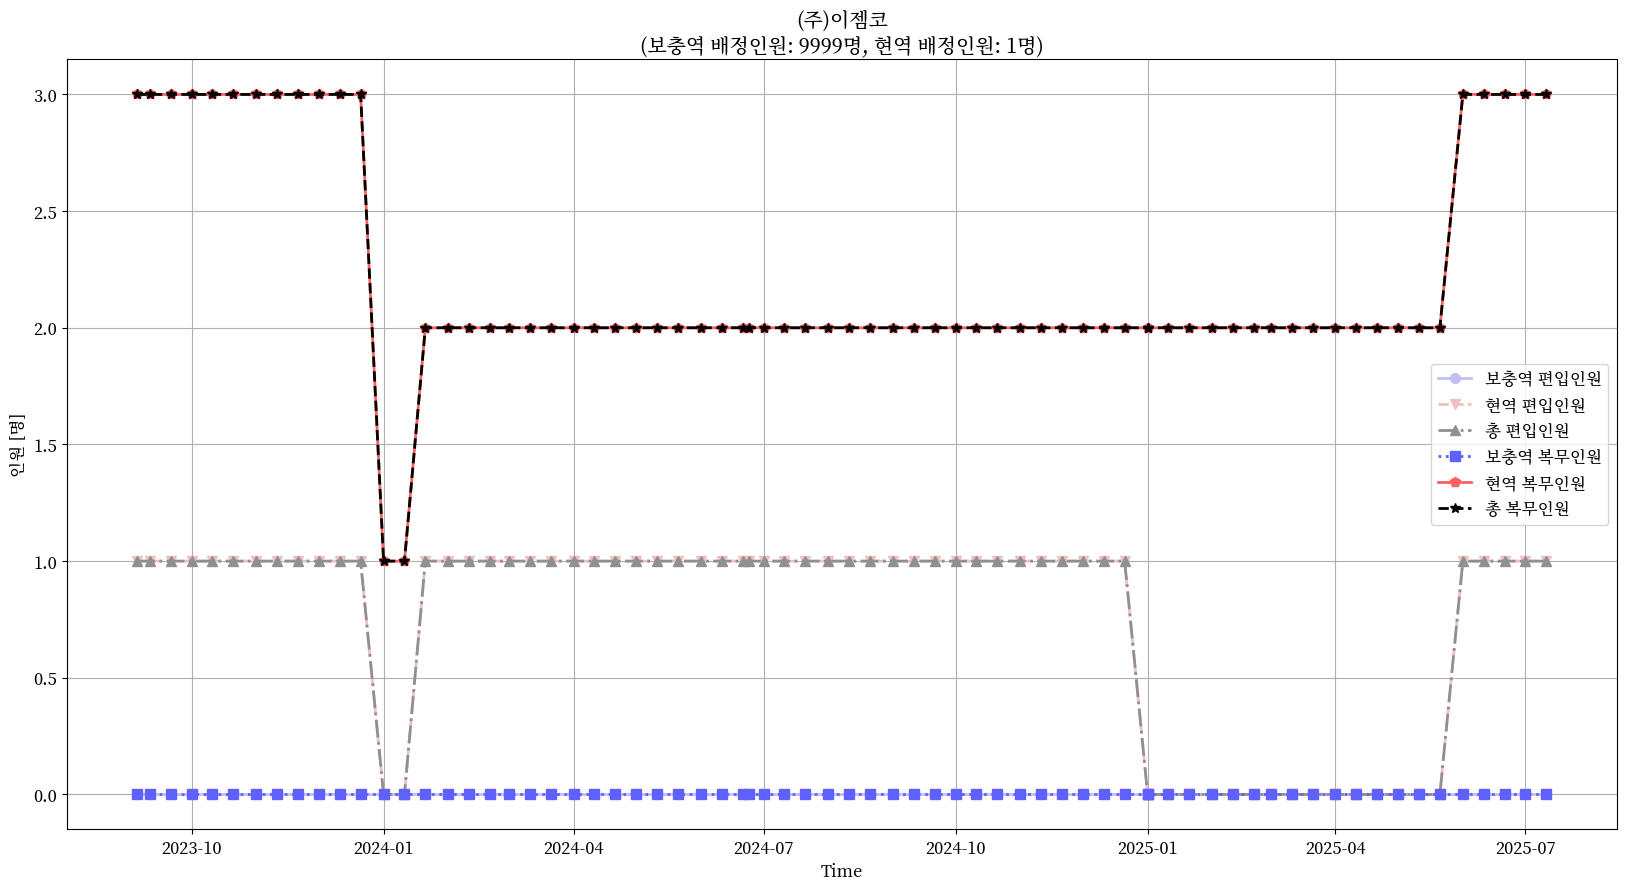 (주)이젬코
(보충역 배정인원: 9999명, 현역 배정인원: 1명)
3.0
2.5
2.0
1.5
1.0
0.5
0.0
인원 [명]
보충역 편입인원
현역 편입인원
총 편입인원
보충역 복무인원
현역 복무인원
총 복무인원
2023-10
2024-01
2024-04
2024-07
2024-10
2025-01
2025-04
2025-07
Time